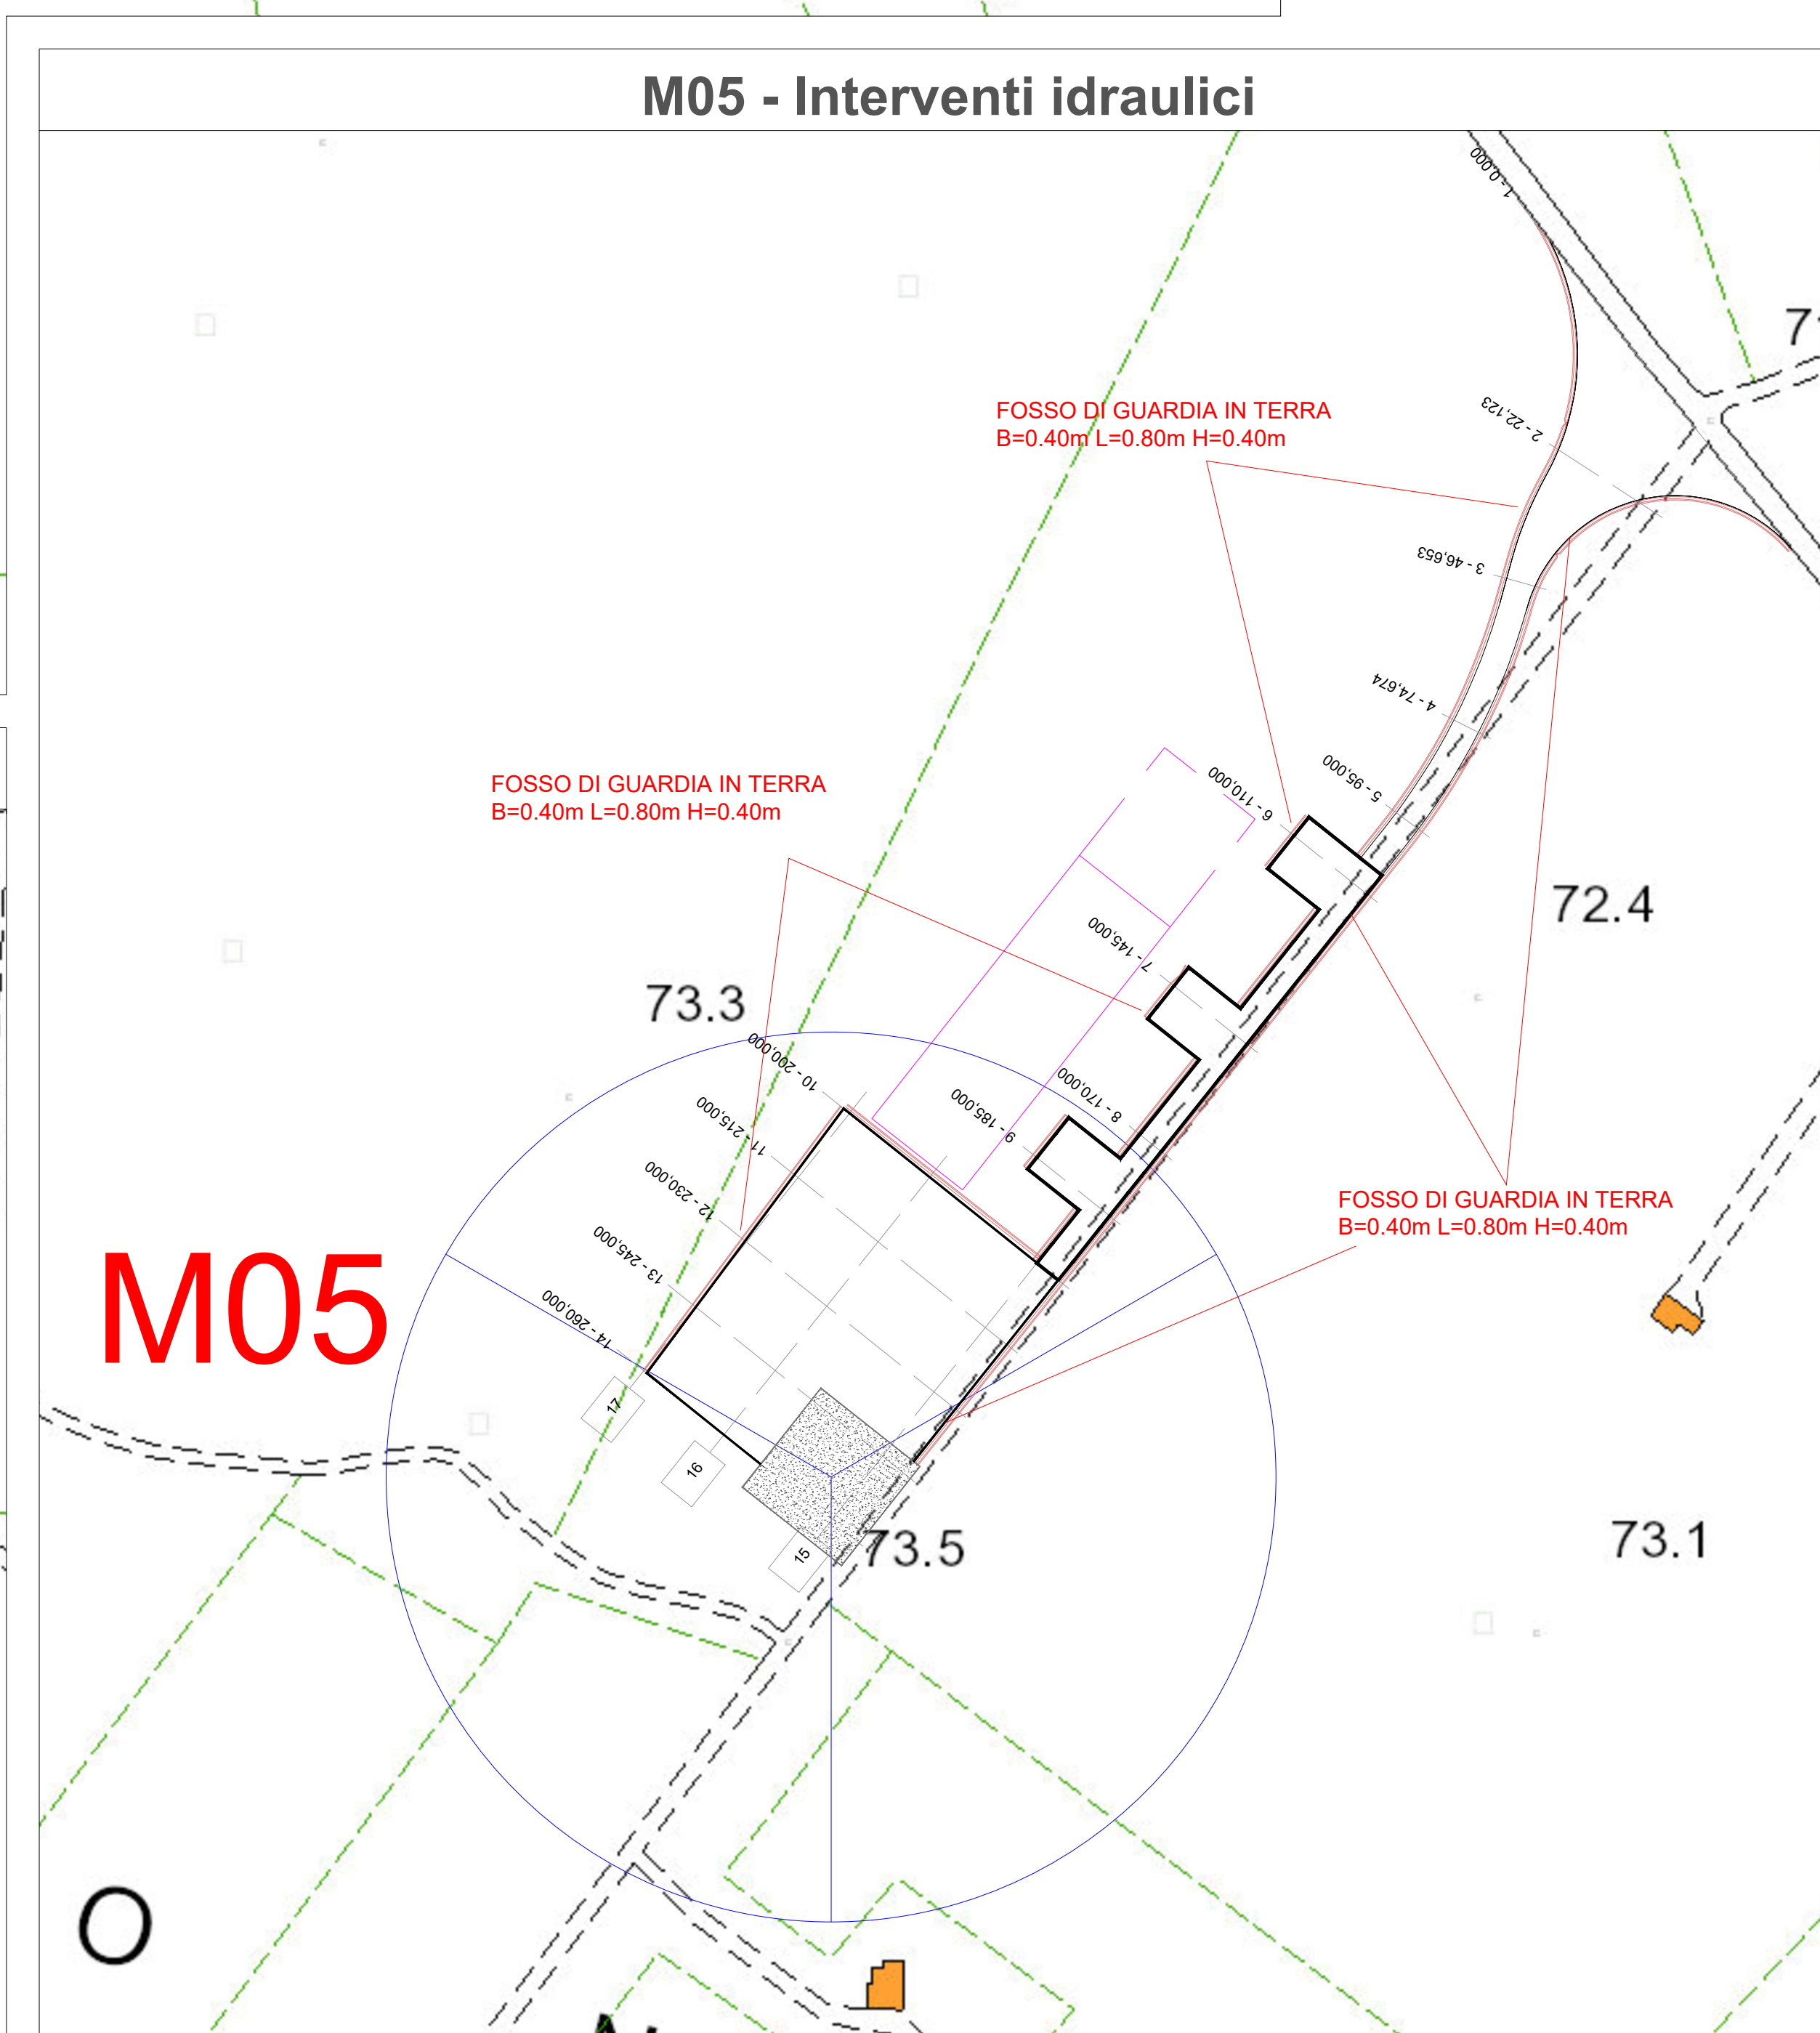 M05 - Interventi idraulici
1 - 0,000
FOSSO DI GUARDIA IN TERRA
B=0.40m L=0.80m H=0.40m
2 - 22,123
3 - 46,653
4 - 74,674
5 - 95,000
6 - 110,000
FOSSO DI GUARDIA IN TERRA
B=0.40m L=0.80m H=0.40m
72.4
7 - 145,000
73.3
8 - 170,000
9 - 185,000
10 - 200,000
11 - 215,000
12 - 230,000
13 - 245,000
14 - 260,000
FOSSO DI GUARDIA IN TERRA
B=0.40m L=0.80m H=0.40m
M05
17
16
15
73.5
73.1
O